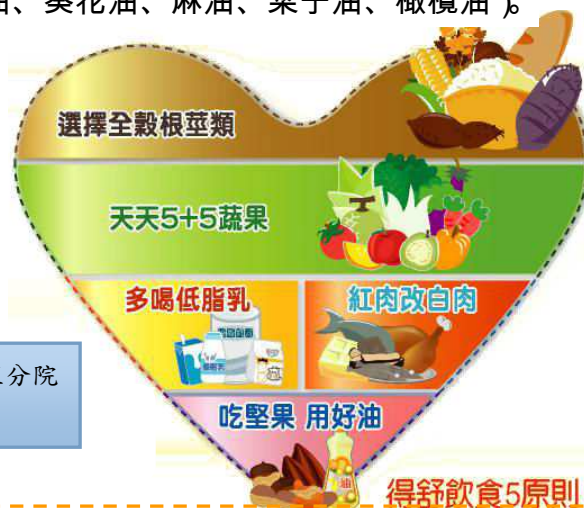 油、葵花油、麻油、菜子油、橄欖油)。
選擇全穀根莖類
天天5+5蔬果
多喝低脂乳
紅肉改白肉
分院
吃堅果 用好油
油
得舒飲食5原則